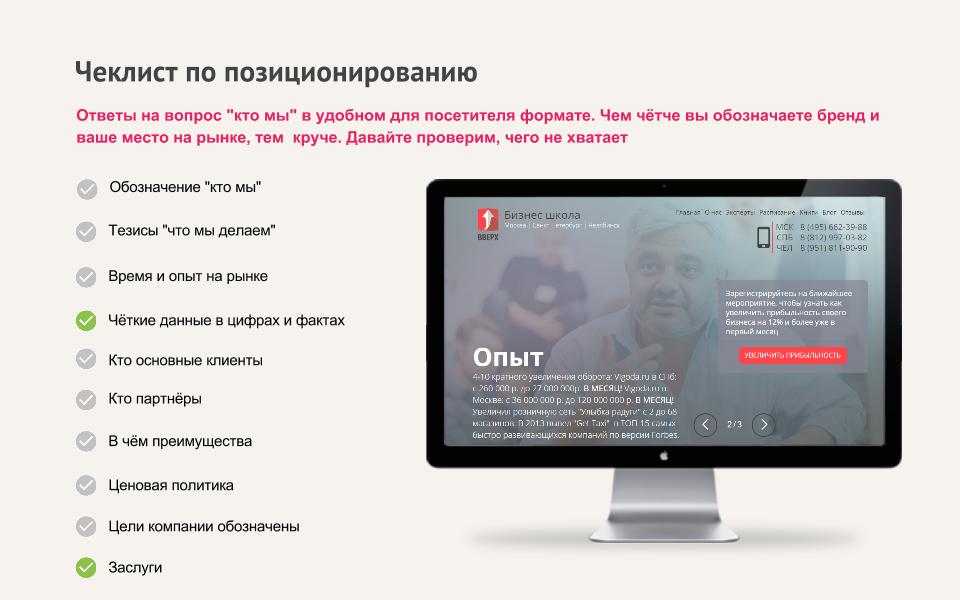 Чеклист по позиционированию
Ответы на вопрос "кто мы" в удобном для посетителя формате. Чем чётче вы обозначаете бренд и
ваше место на рынке, тем круче. Давайте проверим, чего не хватает
Обозначение "кто мы"
Тезисы "что мы делаем"
Время и опыт на рынке
Чёткие данные в цифрах и фактах
Кто основные клиенты
Кто партнёры
В чём преимущества
Ценовая политика
Цели компании обозначены
Заслуги
ВВЕРХ
Бизнес школа
Москва | Санкт Петербург | Челябинск
Главная О нас Эксперты Расписание Книги Блог Отзывы
МСК 8 (495) 662-39-88
СПБ 8 (812) 997-03-82
ЧЕЛ 8 (951) 811-90-90
Зарегистрируйтесь на ближайшее
мероприятие, чтобы узнать как
увеличить прибыльность своего
бизнеса на 12% и более уже в
первый месяц
УВЕЛИЧИТЬ ПРИБЫЛЬНОСТЬ
Опыт
4-10 кратного увеличения оборота: Vigoda.ru в СПб:
с 260 000 р. до 27 000 000р. В МЕСЯЦ! Vigoda.ru в
Москве: с 36 000 000 р. до 120 000 000 р. В МЕСЯЦ!
Увеличил розничную сеть "Улыбка радуги" с 2 до 68
магазинов. В 2013 вывел "Get Taxi" в ТОП 15 самых
быстро развивающихся компаний по версии Forbes.
2/3